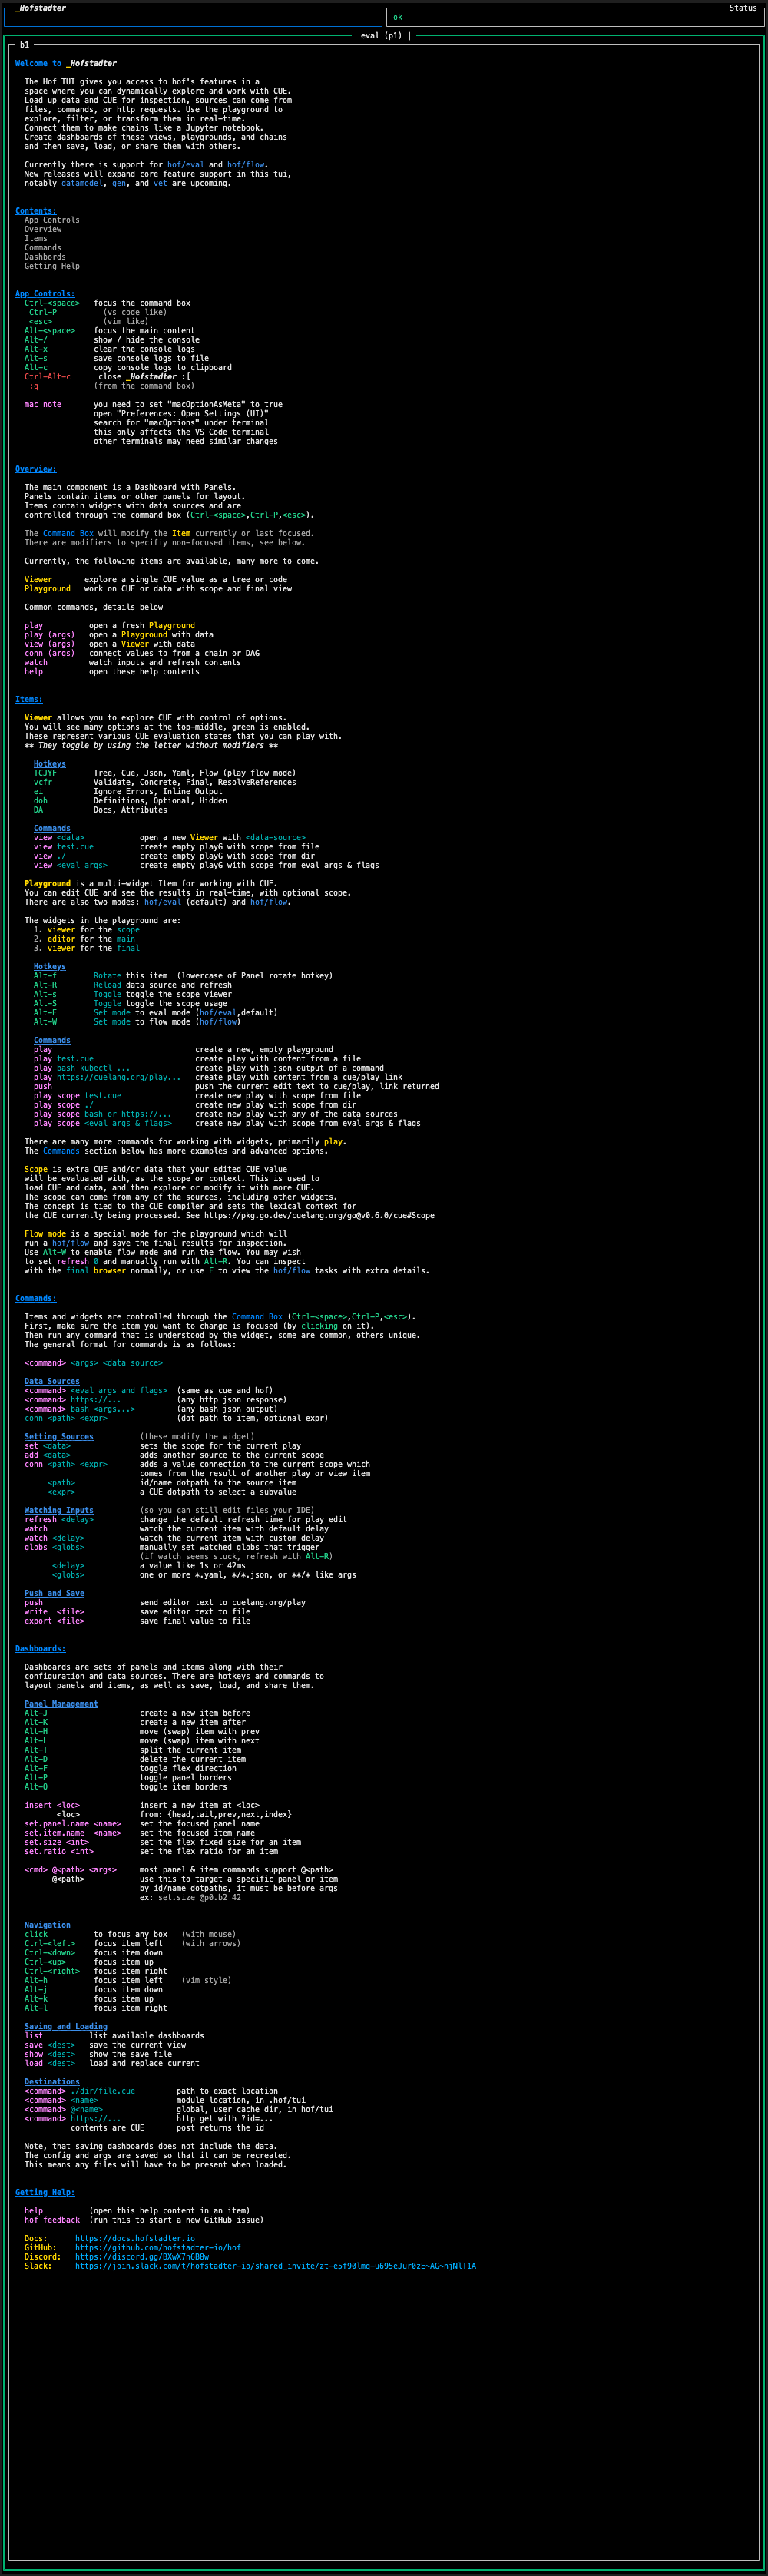 _Hofstadter
Status
ok
eval (p1) |
b1
Welcome to _Hofstadter
The Hof TUI gives you access to hof's features in a
space where you can dynamically explore and work with CUE.
Load up data and CUE for inspection, sources can come from
files, commands, or http requests. Use the playground to
explore, filter, or transform them in real-time.
Connect them to make chains like a Jupyter notebook.
Create dashboards of these views, playgrounds, and chains
and then save, load, or share them with others.
Currently there is support for hof/eval and hof/flow.
New releases will expand core feature support in this tui,
notably datamodel, gen, and vet are upcoming.
Contents:
App Controls
Overview
Items
Commands
Dashbords
Getting Help
App Controls:
Ctrl-<space>   focus the command box
Ctrl-P          (vs code like)
<esc>           (vim like)
Alt-<space>    focus the main content
Alt-/          show / hide the console
Alt-x          clear the console logs
Alt-s          save console logs to file
Alt-c          copy console logs to clipboard
Ctrl-Alt-c      close _Hofstadter :[
:q            (from the command box)
mac note       you need to set "macOptionAsMeta" to true
open "Preferences: Open Settings (UI)"
search for "macOptions" under terminal
this only affects the VS Code terminal
other terminals may need similar changes
Overview:
The main component is a Dashboard with Panels.
Panels contain items or other panels for layout.
Items contain widgets with data sources and are
controlled through the command box (Ctrl-<space>,Ctrl-P,<esc>).
The Command Box will modify the Item currently or last focused.
There are modifiers to specifiy non-focused items, see below.
Currently, the following items are available, many more to come.
Viewer       explore a single CUE value as a tree or code
Playground   work on CUE or data with scope and final view
Common commands, details below
play          open a fresh Playground
play (args)   open a Playground with data
view (args)   open a Viewer with data
conn (args)   connect values to from a chain or DAG
watch         watch inputs and refresh contents
help          open these help contents
Items:
Viewer allows you to explore CUE with control of options.
You will see many options at the top-middle, green is enabled.
These represent various CUE evaluation states that you can play with.
** They toggle by using the letter without modifiers **
Hotkeys
TCJYF        Tree, Cue, Json, Yaml, Flow (play flow mode)
vcfr         Validate, Concrete, Final, ResolveReferences
ei           Ignore Errors, Inline Output
doh          Definitions, Optional, Hidden
DA           Docs, Attributes
Commands
view <data>            open a new Viewer with <data-source>
view test.cue          create empty playG with scope from file
view ./                create empty playG with scope from dir
view <eval args>       create empty playG with scope from eval args & flags
Playground is a multi-widget Item for working with CUE.
You can edit CUE and see the results in real-time, with optional scope.
There are also two modes: hof/eval (default) and hof/flow.
The widgets in the playground are:
1. viewer for the scope
2. editor for the main
3. viewer for the final
Hotkeys
Alt-f        Rotate this item  (lowercase of Panel rotate hotkey)
Alt-R        Reload data source and refresh
Alt-s        Toggle toggle the scope viewer
Alt-S        Toggle toggle the scope usage
Alt-E        Set mode to eval mode (hof/eval,default)
Alt-W        Set mode to flow mode (hof/flow)
Commands
play                               create a new, empty playground
play test.cue                      create play with content from a file
play bash kubectl ...              create play with json output of a command
play https://cuelang.org/play...   create play with content from a cue/play link
push                               push the current edit text to cue/play, link returned
play scope test.cue                create new play with scope from file
play scope ./                      create new play with scope from dir
play scope bash or https://...     create new play with any of the data sources
play scope <eval args & flags>     create new play with scope from eval args & flags
There are many more commands for working with widgets, primarily play.
The Commands section below has more examples and advanced options.
Scope is extra CUE and/or data that your edited CUE value
will be evaluated with, as the scope or context. This is used to
load CUE and data, and then explore or modify it with more CUE.
The scope can come from any of the sources, including other widgets.
The concept is tied to the CUE compiler and sets the lexical context for
the CUE currently being processed. See https://pkg.go.dev/cuelang.org/go@v0.6.0/cue#Scope
Flow mode is a special mode for the playground which will
run a hof/flow and save the final results for inspection.
Use Alt-W to enable flow mode and run the flow. You may wish
to set refresh 0 and manually run with Alt-R. You can inspect
with the final browser normally, or use F to view the hof/flow tasks with extra details.
Commands:
Items and widgets are controlled through the Command Box (Ctrl-<space>,Ctrl-P,<esc>).
First, make sure the item you want to change is focused (by clicking on it).
Then run any command that is understood by the widget, some are common, others unique.
The general format for commands is as follows:
<command> <args> <data source>
Data Sources
<command> <eval args and flags>  (same as cue and hof)
<command> https://...            (any http json response)
<command> bash <args...>         (any bash json output)
conn <path> <expr>               (dot path to item, optional expr)
Setting Sources          (these modify the widget)
set <data>               sets the scope for the current play
add <data>               adds another source to the current scope
conn <path> <expr>       adds a value connection to the current scope which
comes from the result of another play or view item
<path>              id/name dotpath to the source item
<expr>              a CUE dotpath to select a subvalue
Watching Inputs          (so you can still edit files your IDE)
refresh <delay>          change the default refresh time for play edit
watch                    watch the current item with default delay
watch <delay>            watch the current item with custom delay
globs <globs>            manually set watched globs that trigger
(if watch seems stuck, refresh with Alt-R)
<delay>            a value like 1s or 42ms
<globs>            one or more *.yaml, */*.json, or **/* like args
Push and Save
push                     send editor text to cuelang.org/play
write  <file>            save editor text to file
export <file>            save final value to file
Dashboards:
Dashboards are sets of panels and items along with their
configuration and data sources. There are hotkeys and commands to
layout panels and items, as well as save, load, and share them.
Panel Management
Alt-J                    create a new item before
Alt-K                    create a new item after
Alt-H                    move (swap) item with prev
Alt-L                    move (swap) item with next
Alt-T                    split the current item
Alt-D                    delete the current item
Alt-F                    toggle flex direction
Alt-P                    toggle panel borders
Alt-O                    toggle item borders
insert <loc>             insert a new item at <loc>
<loc>             from: {head,tail,prev,next,index}
set.panel.name <name>    set the focused panel name
set.item.name  <name>    set the focused item name
set.size <int>           set the flex fixed size for an item
set.ratio <int>          set the flex ratio for an item
<cmd> @<path> <args>     most panel & item commands support @<path>
@<path>            use this to target a specific panel or item
by id/name dotpaths, it must be before args
ex: set.size @p0.b2 42
Navigation
click          to focus any box   (with mouse)
Ctrl-<left>    focus item left    (with arrows)
Ctrl-<down>    focus item down
Ctrl-<up>      focus item up
Ctrl-<right>   focus item right
Alt-h          focus item left    (vim style)
Alt-j          focus item down
Alt-k          focus item up
Alt-l          focus item right
Saving and Loading
list          list available dashboards
save <dest>   save the current view
show <dest>   show the save file
load <dest>   load and replace current
Destinations
<command> ./dir/file.cue         path to exact location
<command> <name>                 module location, in .hof/tui
<command> @<name>                global, user cache dir, in hof/tui
<command> https://...            http get with ?id=...
contents are CUE       post returns the id
Note, that saving dashboards does not include the data.
The config and args are saved so that it can be recreated.
This means any files will have to be present when loaded.
Getting Help:
help          (open this help content in an item)
hof feedback  (run this to start a new GitHub issue)
Docs:      https://docs.hofstadter.io
GitHub:    https://github.com/hofstadter-io/hof
Discord:   https://discord.gg/BXwX7n6B8w
Slack:     https://join.slack.com/t/hofstadter-io/shared_invite/zt-e5f90lmq-u695eJur0zE~AG~njNlT1A